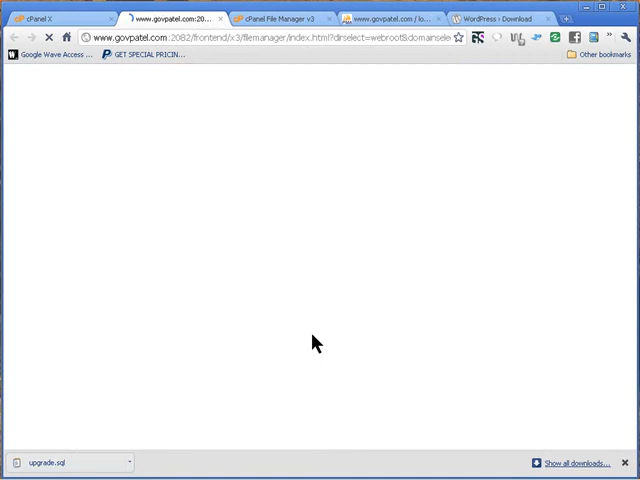 cPanel X
www.govpatel.com:20...
cPanel File Manager v3
www.govpatel.com / lo...
WordPress › Download
www.govpatel.com:2082/frontend/x3/filemanager/index.html?dirselect=webroot&domainsele
Google Wave Access ...
GET SPECIAL PRICIN...
Other bookmarks
upgrade.sql
Show all downloads...